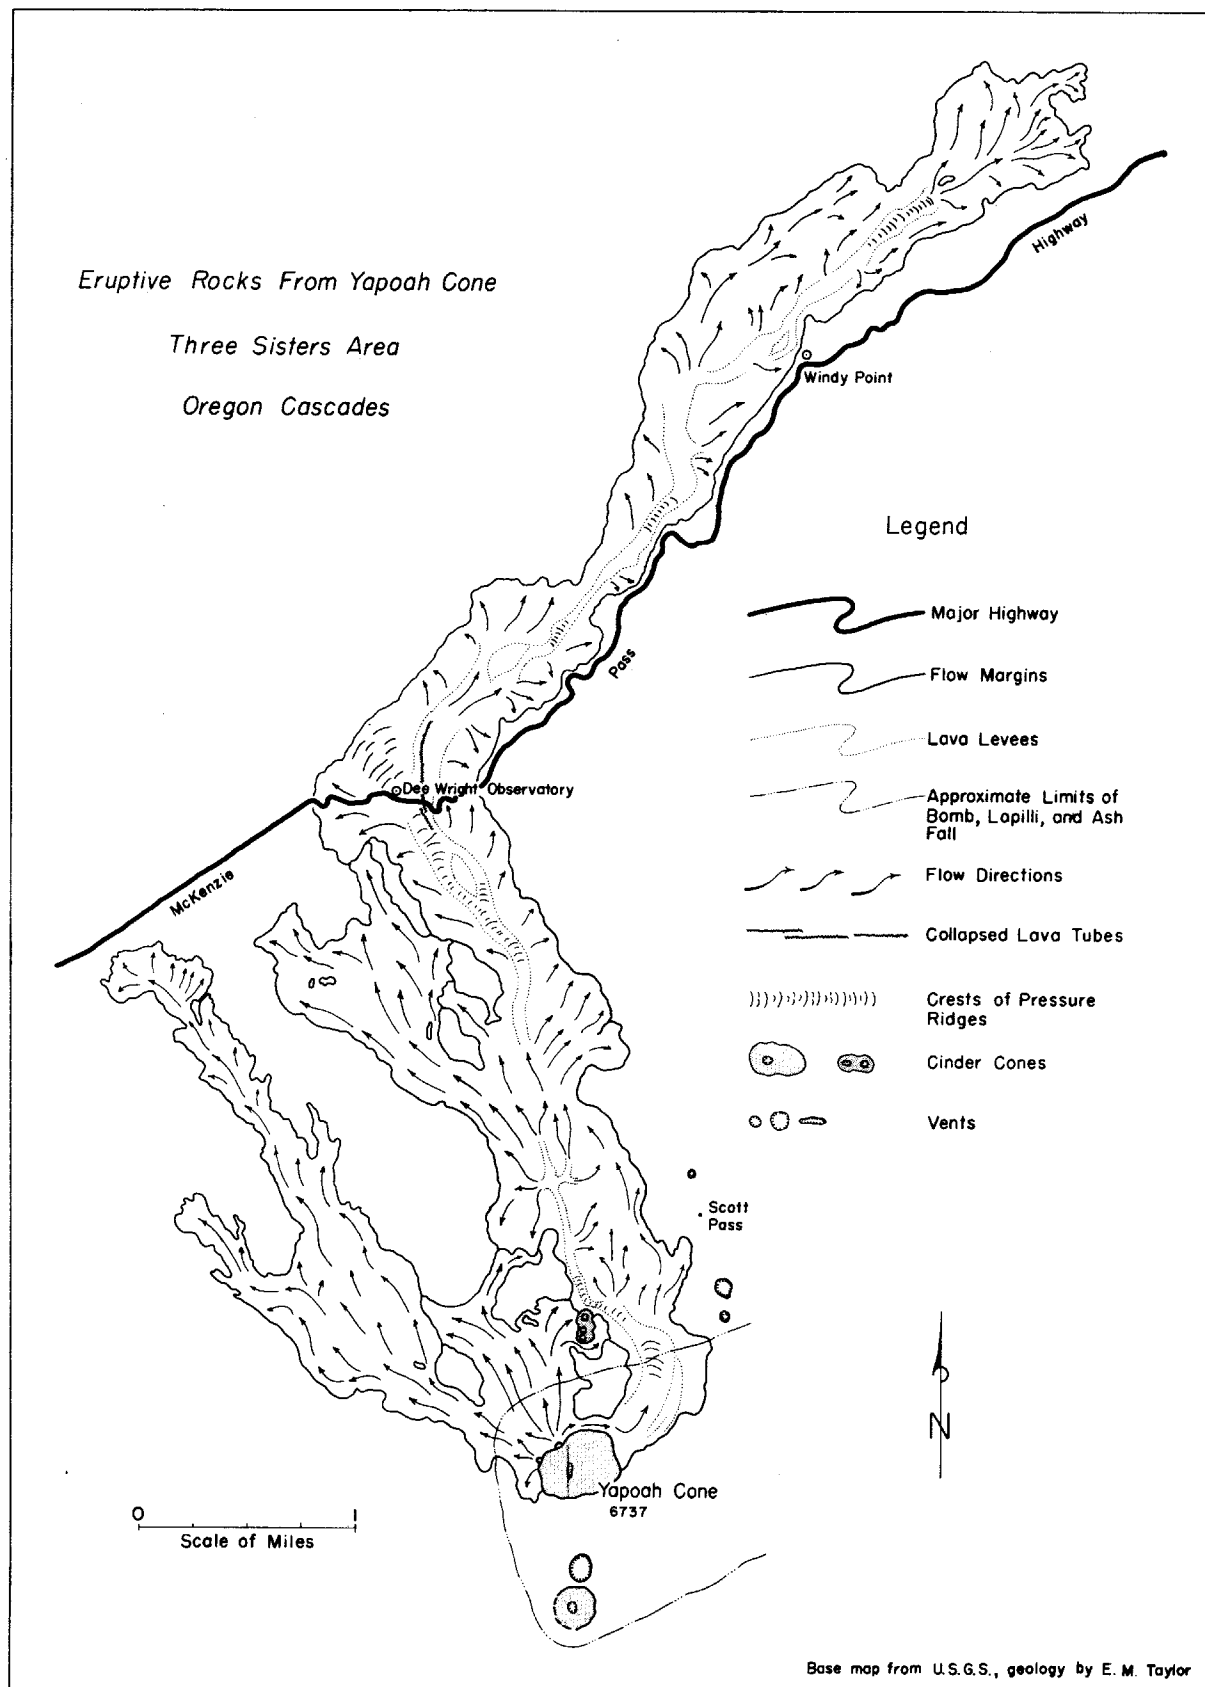 Eruptive Rocks From Yapoah Cone
Three Sisters Area
Oregon Cascades
Highway
Windy Point
Legend
Major Highway
Pass
Flow Margins
Lava Levees
Dee Wright Observatory
Approximate Limits of
Bomb, Lapilli, and Ash
Fall
McKenzie
Flow Directions
Collapsed Lava Tubes
Crests of Pressure
Ridges
Cinder Cones
Vents
Scott
Pass
N
Yapoah Cone
6737
0 1
Scale of Miles
Base map from U.S.G.S., geology by E. M. Taylor